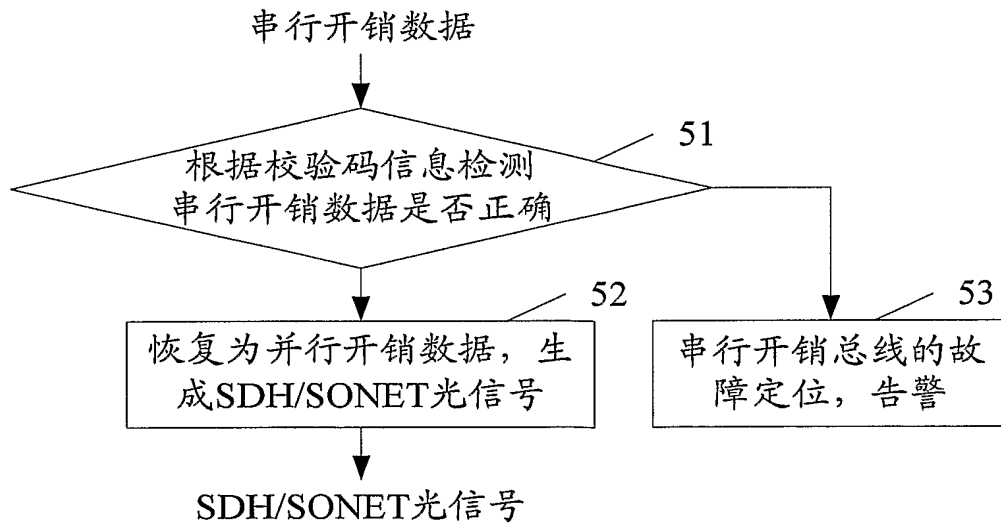 串行开销数据
51
根据校验码信息检测
串行开销数据是否正确
52
恢复为并行开销数据，生
成SDH/SONET光信号
53
串行开销总线的故
障定位，告警
SDH/SONET光信号